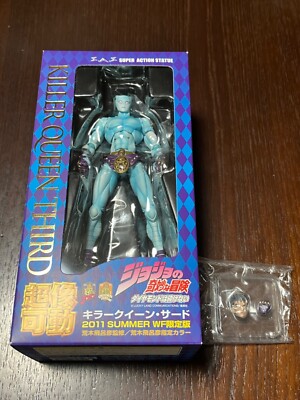 SUPER ACTION STATUE
KILLER QUEEN THIRD
超像
可動
ジョジョの
奇妙な冒険
ダイヤモンドは砕けない
キラークイーン・サード
2011 SUMMER WF限定版
荒木飛呂彦監修/荒木飛呂彦指定カラー